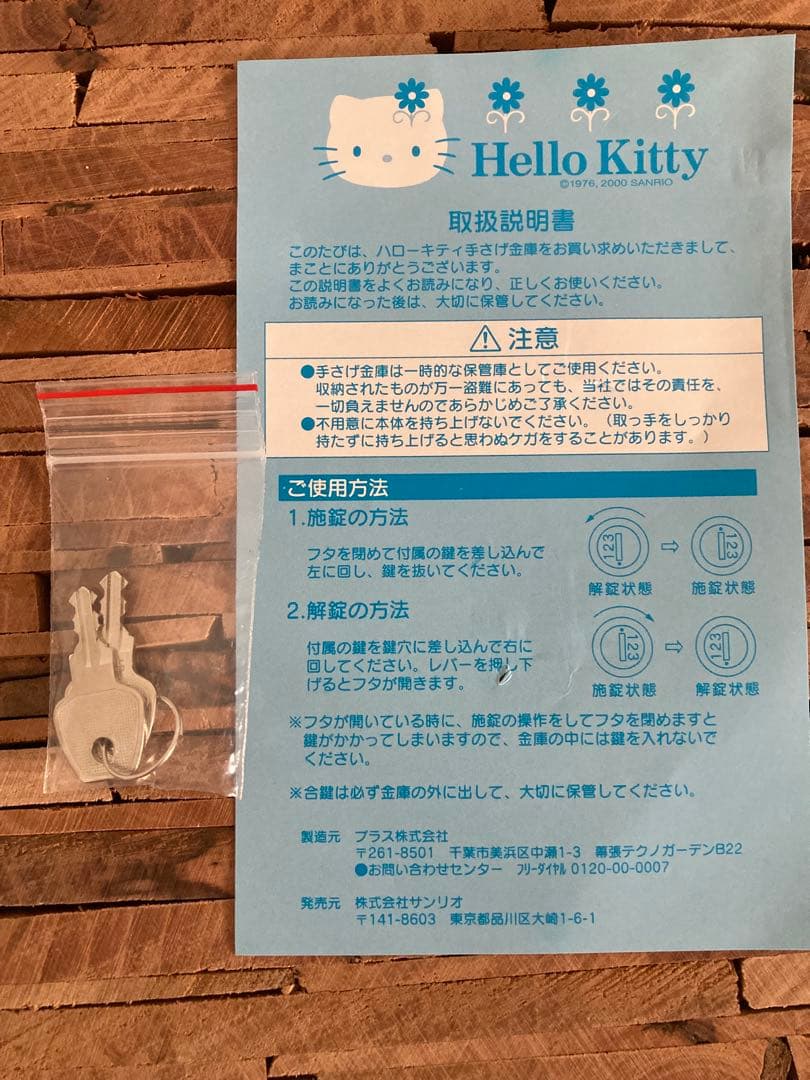 Hello Kitty
©1976, 2000 SANRIO
取扱説明書
このたびは、ハローキティ手さげ金庫をお買い求めいただきまして、
まことにありがとうございます。
この説明書をよくお読みになり、正しくお使いください。
お読みになった後は、大切に保管してください。
注意
●手さげ金庫は一時的な保管庫としてご使用ください。
収納されたものが万一盗難にあっても、当社ではその責任を、
一切負えませんのであらかじめご了承ください。
●不用意に本体を持ち上げないでください。（取っ手をしっかり
持たずに持ち上げると思わぬケガをすることがあります。）
ご使用方法
1.施錠の方法
フタを閉めて付属の鍵を差し込んで
左に回し、鍵を抜いてください。
123
123
解錠状態
施錠状態
2.解錠の方法
付属の鍵を鍵穴に差し込んで右に
回してください。レバーを押し下
げるとフタが開きます。
123
123
施錠状態
解錠状態
※フタが開いている時に、施錠の操作をしてフタを閉めますと
鍵がかかってしまいますので、金庫の中には鍵を入れないで
ください。
※合鍵は必ず金庫の外に出して、大切に保管してください。
製造元 プラス株式会社
〒261-8501 千葉市美浜区中瀬1-3 幕張テクノガーデンB22
●お問い合わせセンター フリーダイヤル 0120-00-0007
発売元 株式会社サンリオ
〒141-8603 東京都品川区大崎1-6-1